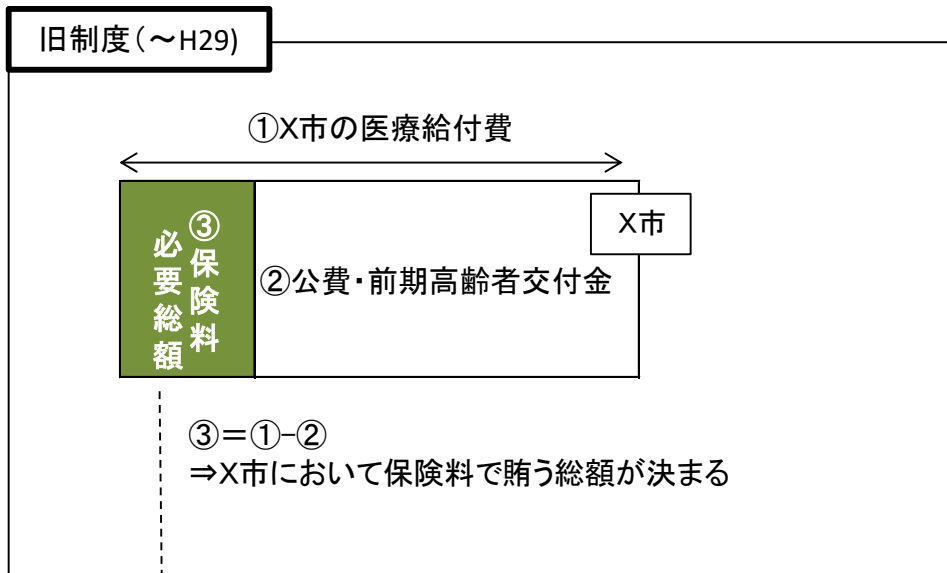 旧制度（～H29)
①X市の医療給付費
X市
③保険料
必要総額
②公費・前期高齢者交付金
③＝①-②
⇒X市において保険料で賄う総額が決まる